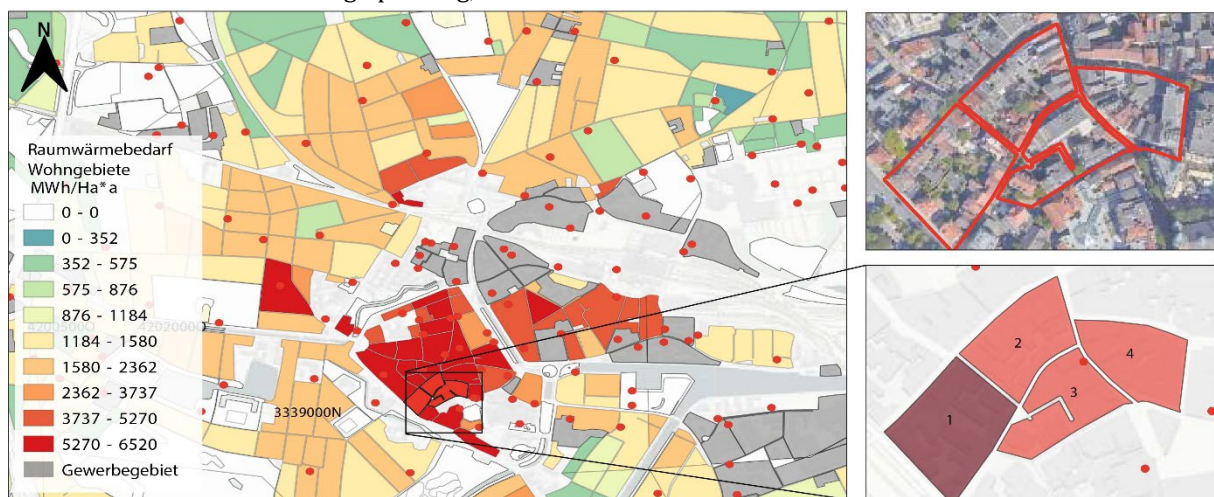 N
Raumwärmebedarf
Wohngebiete
MWh/Ha*a
0 - 0
0 - 352
352 - 575
575 - 876
876 - 1184
1184 - 1580
1580 - 2362
2362 - 3737
3737 - 5270
5270 - 6520
Gewerbegebiet
3339000N
1
2
3
4